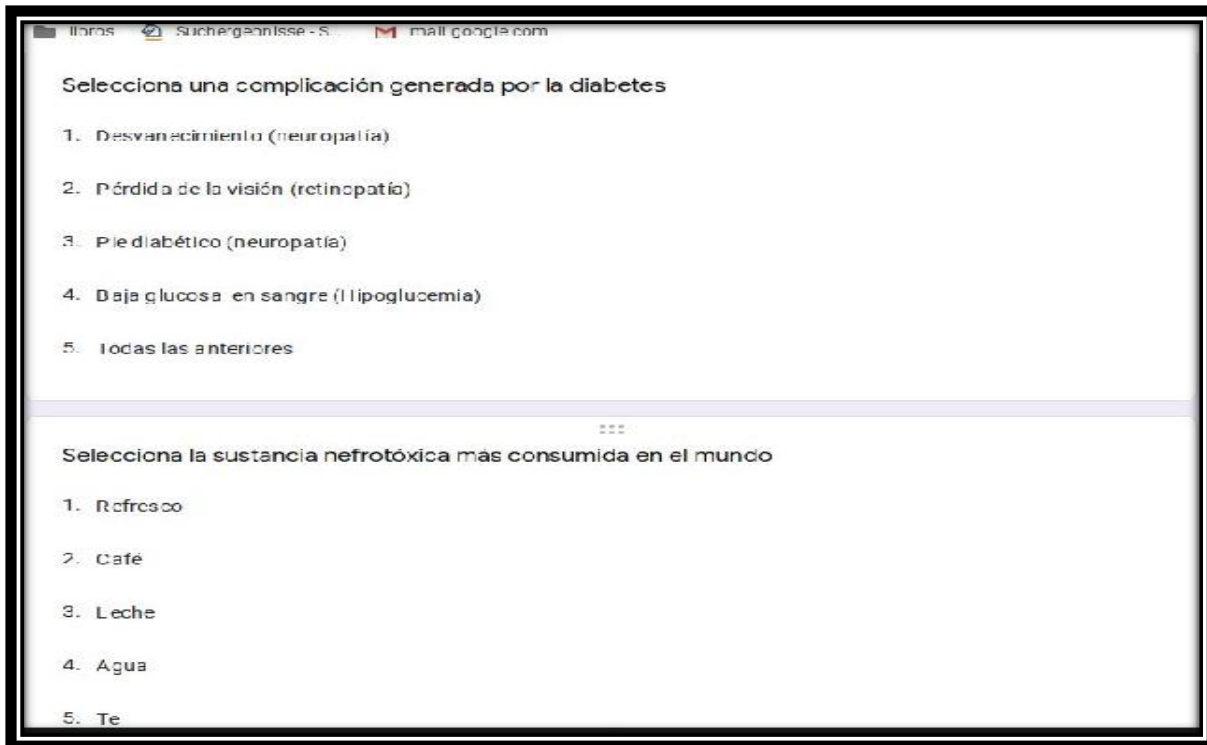 libros Suchergebnisse - S... mail.google.com
Selecciona una complicación generada por la diabetes
1. Desvanecimiento (neuropatía)
2. Pérdida de la visión (retinopatía)
3. Pie diabético (neuropatía)
4. Baja glucosa en sangre (Hipoglucemia)
5. Todas las anteriores
Selecciona la sustancia nefrotóxica más consumida en el mundo
1. Refresco
2. Café
3. Leche
4. Agua
5. Te